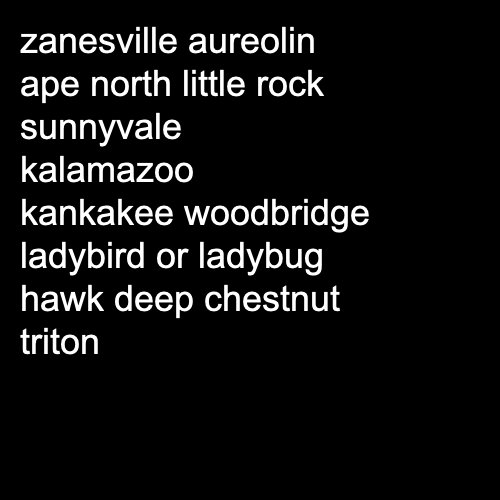 zanesville aureolin
ape north little rock
sunnyvale
kalamazoo
kankakee woodbridge
ladybird or ladybug
hawk deep chestnut
triton